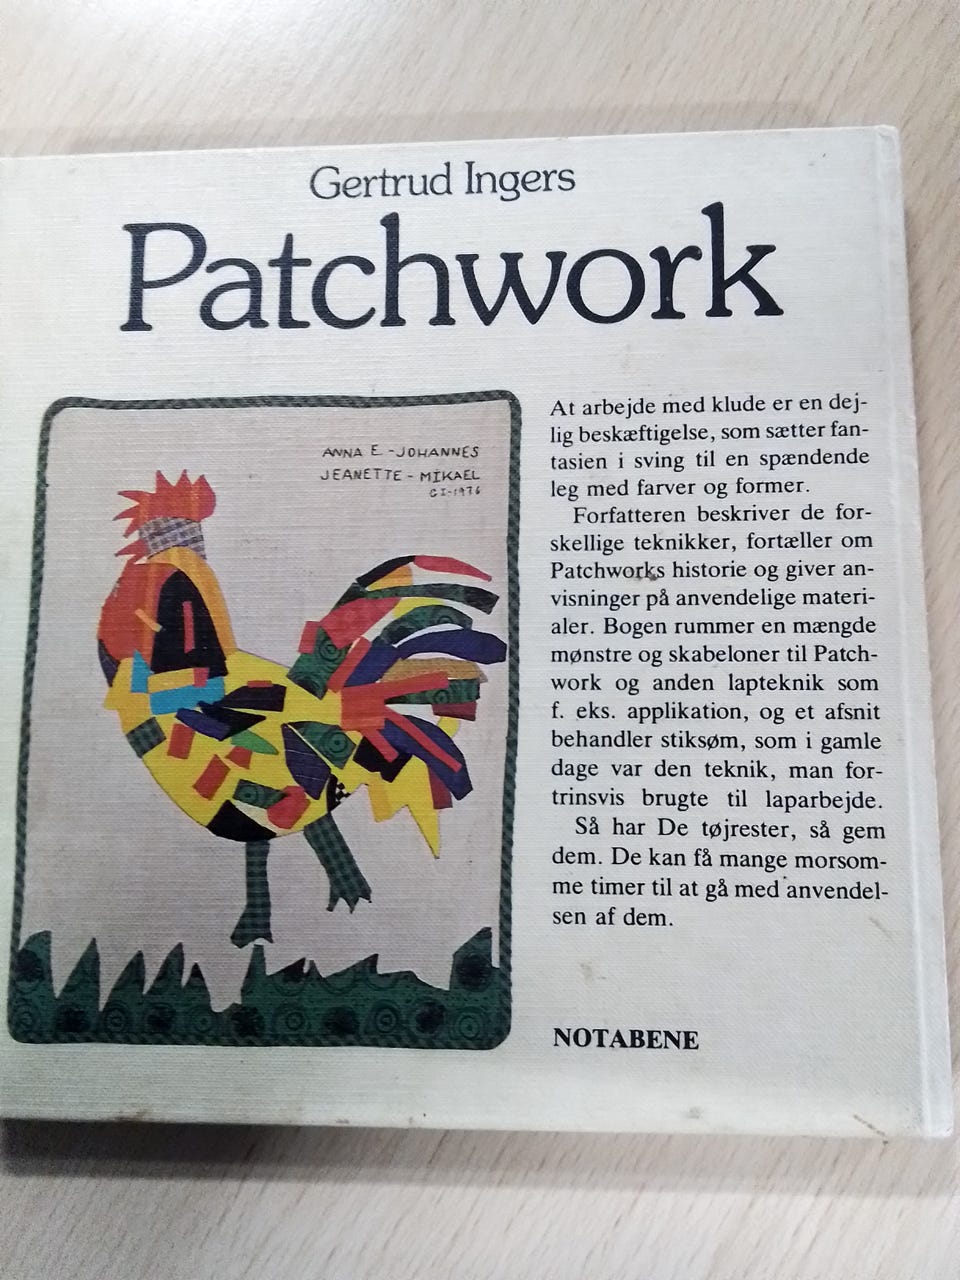 Gertrud Ingers
Patchwork
ANNA E - JOHANNES
JEANETTE - MIKAEL
GI-1976
At arbejde med klude er en dej-
lig beskæftigelse, som sætter fan-
tasien i sving til en spændende
leg med farver og former.
Forfatteren beskriver de for-
skellige teknikker, fortæller om
Patchworks historie og giver an-
visninger på anvendelige materi-
aler. Bogen rummer en mængde
mønstre og skabeloner til Patch-
work og anden lapteknik som
f. eks. applikation, og et afsnit
behandler stiksøm, som i gamle
dage var den teknik, man for-
trinsvis brugte til laparbejde.
Så har De tøjrester, så gem
dem. De kan få mange morsom-
me timer til at gå med anvendel-
sen af dem.
NOTABENE